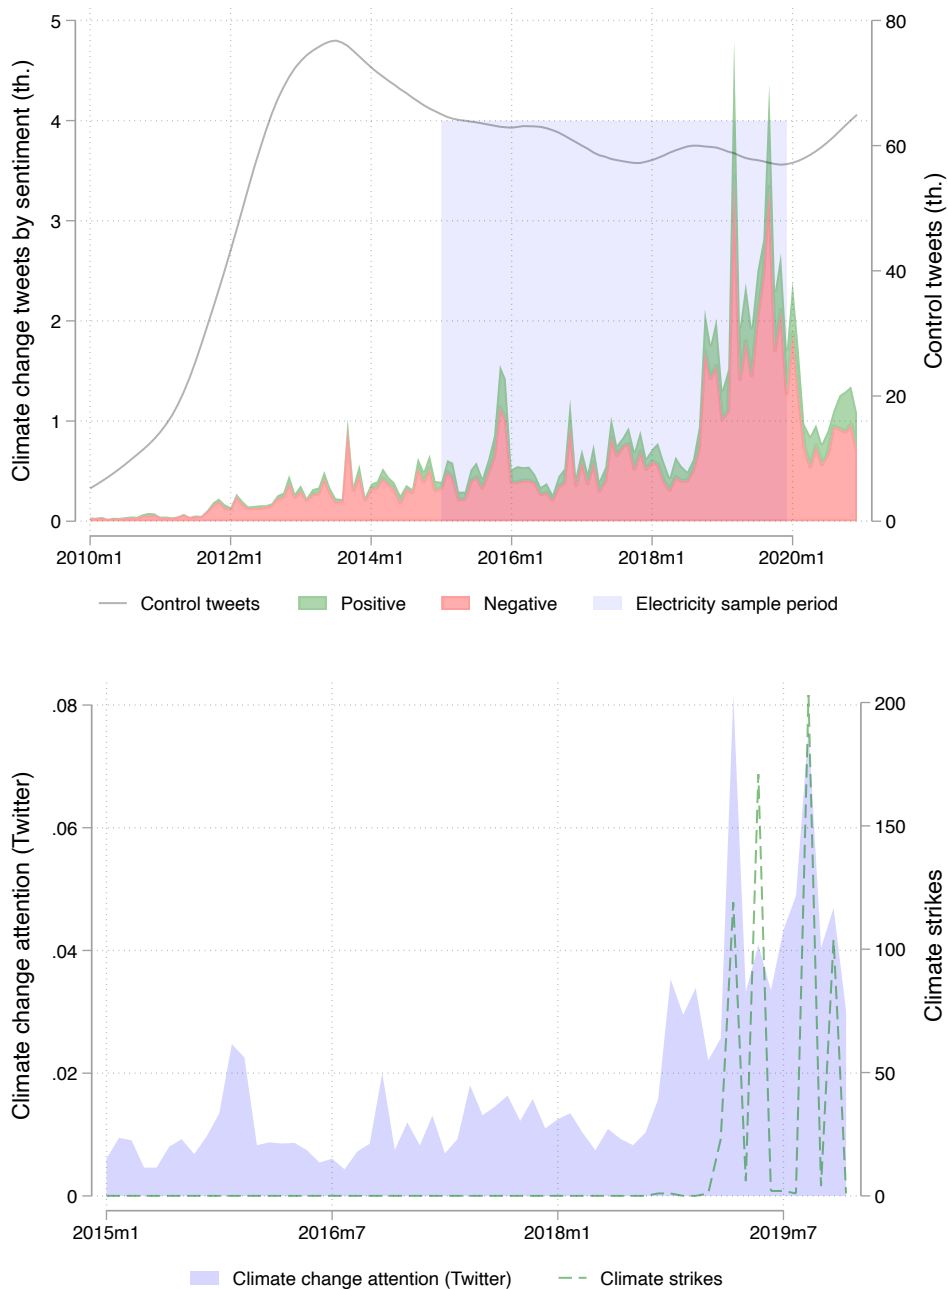 Climate change tweets by sentiment (th.)
5
4
3
2
1
0
Control tweets (th.)
80
60
40
20
0
2010m1 2012m1 2014m1 2016m1 2018m1 2020m1
Control tweets Positive Negative Electricity sample period
Climate change attention (Twitter)
.08
.06
.04
.02
0
Climate strikes
200
150
100
50
0
2015m1 2016m7 2018m1 2019m7
Climate change attention (Twitter) Climate strikes